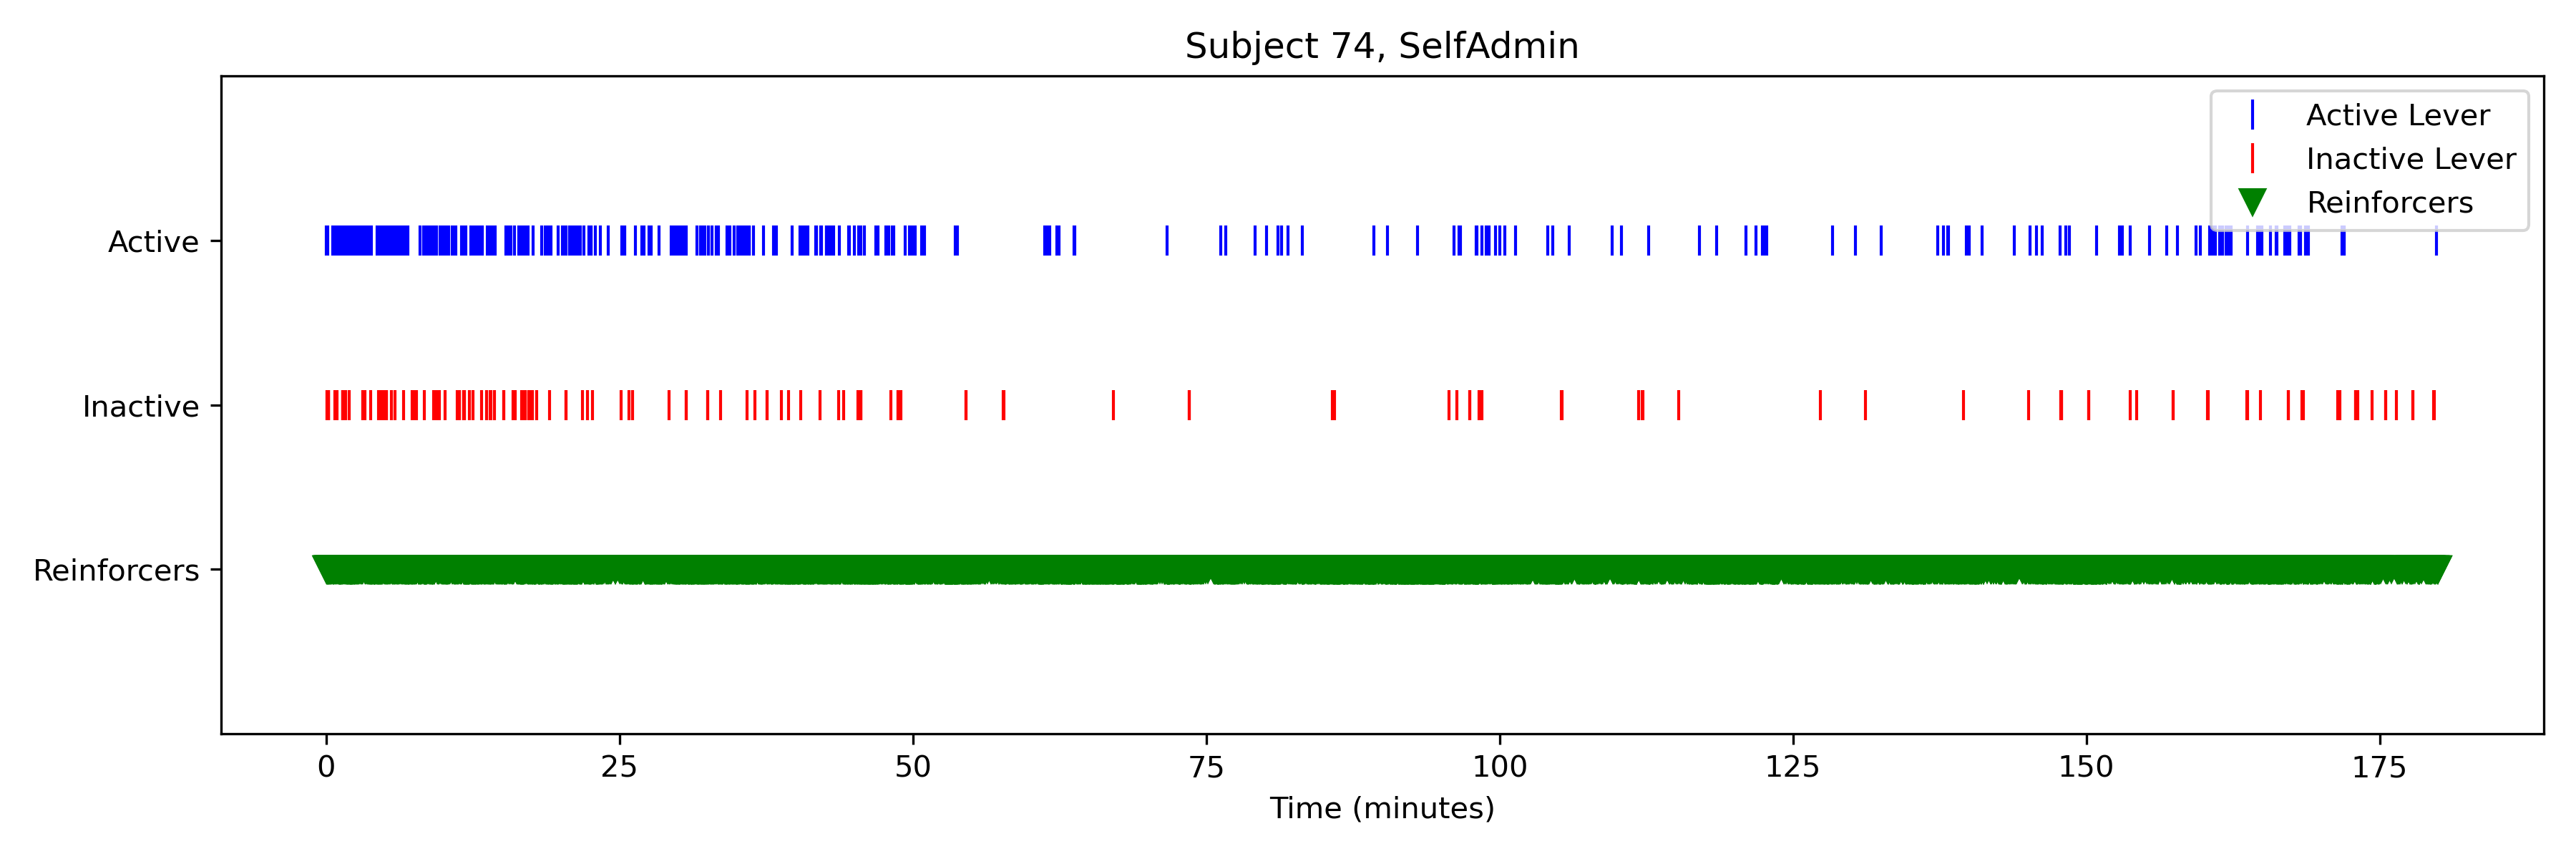 Subject 74, SelfAdmin
Active Lever
Inactive Lever
Reinforcers
Active
Inactive
Reinforcers
0 25 50 75 100 125 150 175
Time (minutes)